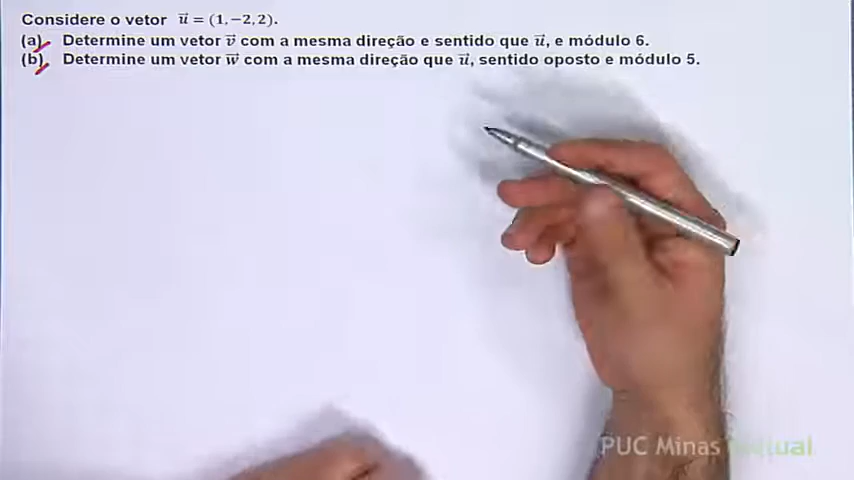 Considere o vetor u⃗ = (1, −2, 2).
(a) Determine um vetor v⃗ com a mesma direção e sentido que u⃗, e módulo 6.
(b) Determine um vetor w⃗ com a mesma direção que u⃗, sentido oposto e módulo 5.
PUC Minas Virtual